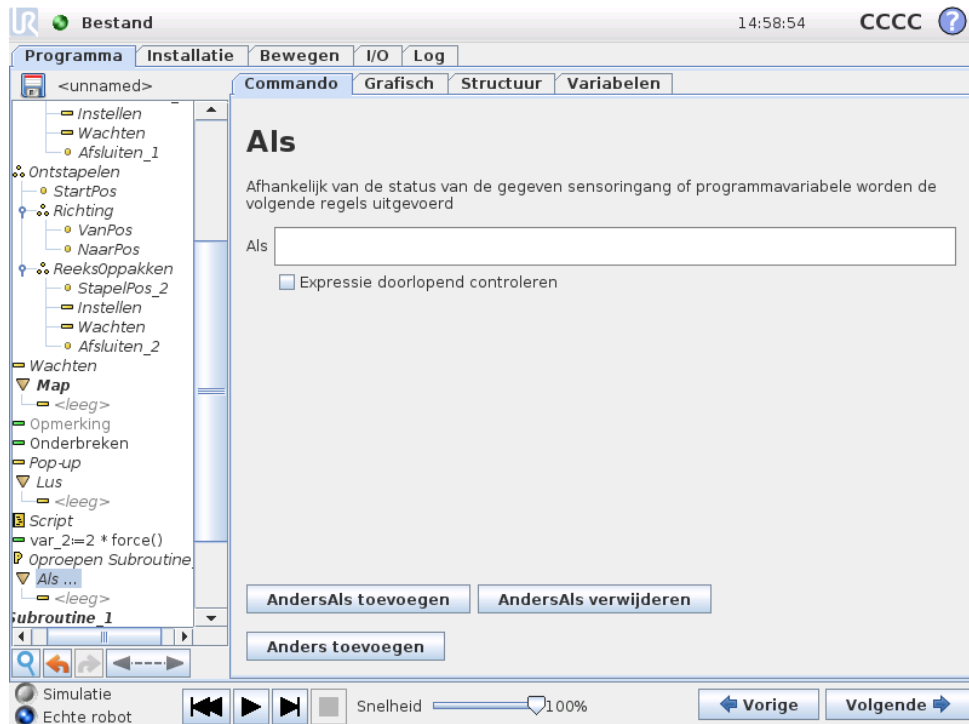 UR Bestand 14:58:54 CCCC ?
Programma Installatie Bewegen I/O Log
<unnamed>
Commando Grafisch Structuur Variabelen
Instellen
Wachten
Afsluiten_1
Ontstapelen
StartPos
Richting
VanPos
NaarPos
ReeksOppakken
StapelPos_2
Instellen
Wachten
Afsluiten_2
Wachten
Map
<leeg>
Opmerking
Onderbreken
Pop-up
Lus
<leeg>
Script
var_2:=2 * force()
Oproepen Subroutine
Als ...
<leeg>
Subroutine_1
Als
Afhankelijk van de status van de gegeven sensoringang of programmavariabele worden de
volgende regels uitgevoerd
Als
Expressie doorlopend controleren
AndersAls toevoegen AndersAls verwijderen
Anders toevoegen
Simulatie
Echte robot
Snelheid 100%
Vorige Volgende